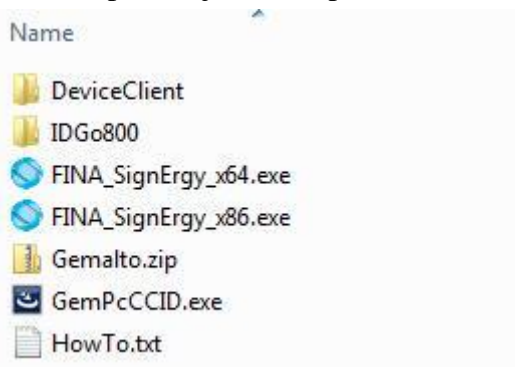 Name
DeviceClient
IDGo800
FINA_SignErgy_x64.exe
FINA_SignErgy_x86.exe
Gemalto.zip
GemPcCCID.exe
HowTo.txt